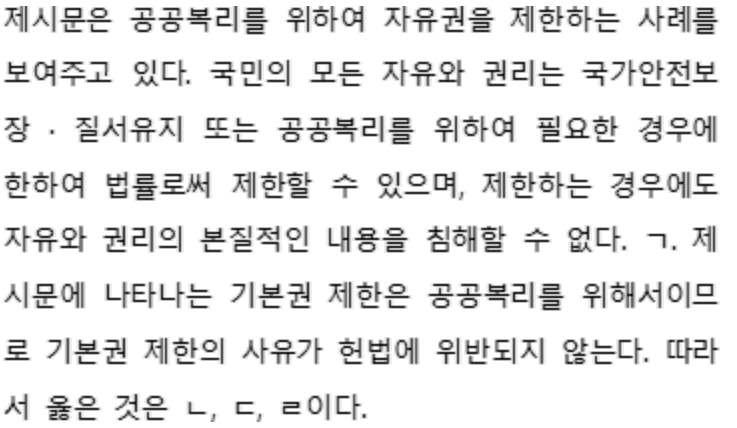 제시문은 공공복리를 위하여 자유권을 제한하는 사례를
보여주고 있다. 국민의 모든 자유와 권리는 국가안전보
장 · 질서유지 또는 공공복리를 위하여 필요한 경우에
한하여 법률로써 제한할 수 있으며, 제한하는 경우에도
자유와 권리의 본질적인 내용을 침해할 수 없다. ㄱ. 제
시문에 나타나는 기본권 제한은 공공복리를 위해서이므
로 기본권 제한의 사유가 헌법에 위반되지 않는다. 따라
서 옳은 것은 ㄴ, ㄷ, ㄹ이다.